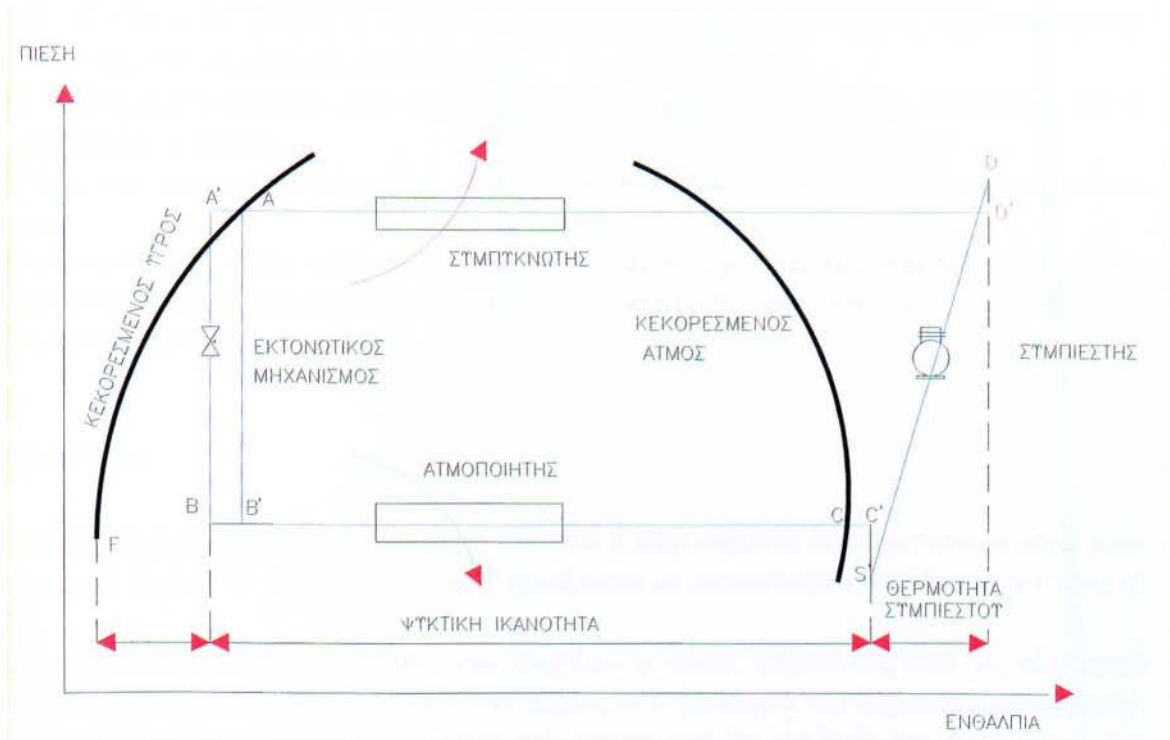 ΠΙΕΣΗ
D
A'
A
D'
ΚΕΚΟΡΕΣΜΕΝΟΣ ΥΓΡΟΣ
ΣΥΜΠΥΚΝΩΤΗΣ
ΚΕΚΟΡΕΣΜΕΝΟΣ
ΑΤΜΟΣ
ΕΚΤΟΝΩΤΙΚΟΣ
ΜΗΧΑΝΙΣΜΟΣ
ΣΥΜΠΙΕΣΤΗΣ
ΑΤΜΟΠΟΙΗΤΗΣ
B
B'
C
C'
F
S'
ΘΕΡΜΟΤΗΤΑ
ΣΥΜΠΙΕΣΤΟΥ
ΨΥΚΤΙΚΗ ΙΚΑΝΟΤΗΤΑ
ΕΝΘΑΛΠΙΑ